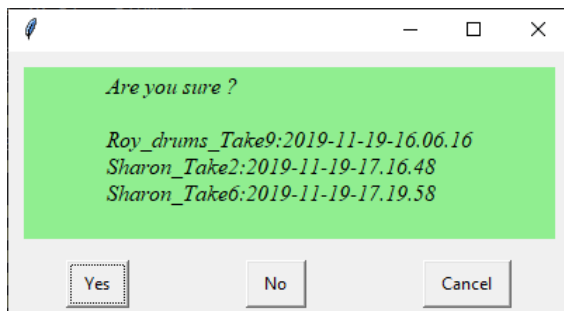 Are you sure ?
Roy_drums_Take9:2019-11-19-16.06.16
Sharon_Take2:2019-11-19-17.16.48
Sharon_Take6:2019-11-19-17.19.58
Yes No Cancel